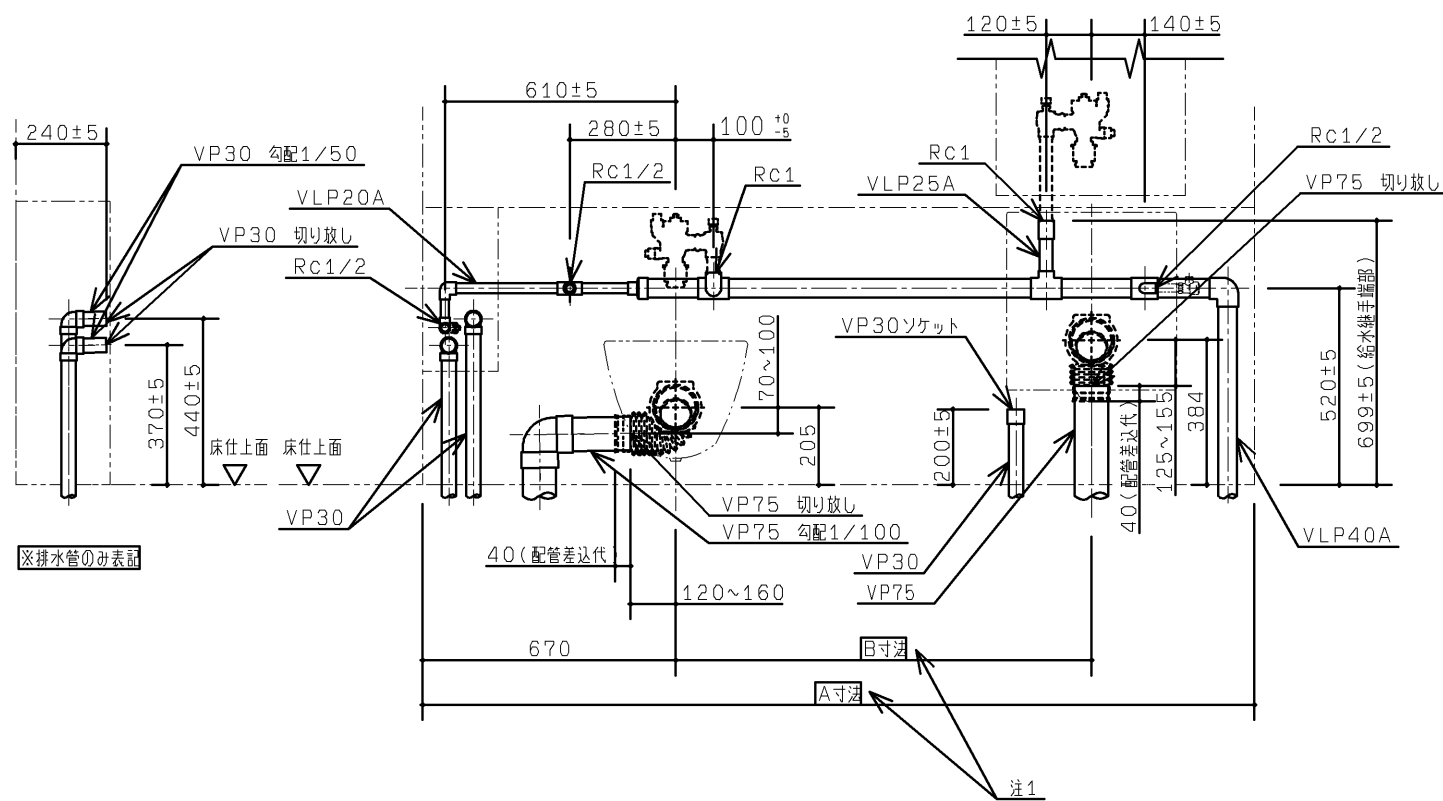 120±5
140±5
610±5
240±5
280±5
100 +0 -5
VP30 勾配1/50
Rc1/2
Rc1
Rc1
Rc1/2
VLP20A
VLP25A
VP75 切り放し
VP30 切り放し
Rc1/2
VP30ソケット
70~100
370±5
440±5
床仕上面
床仕上面
205
200±5
40(配管差込代)
125~155
384
520±5
699±5(給水継手端部)
VP30
VP75 切り放し
VP75 勾配1/100
VLP40A
※排水管のみ表記
40(配管差込代)
VP30
120~160
VP75
670
B寸法
A寸法
注1